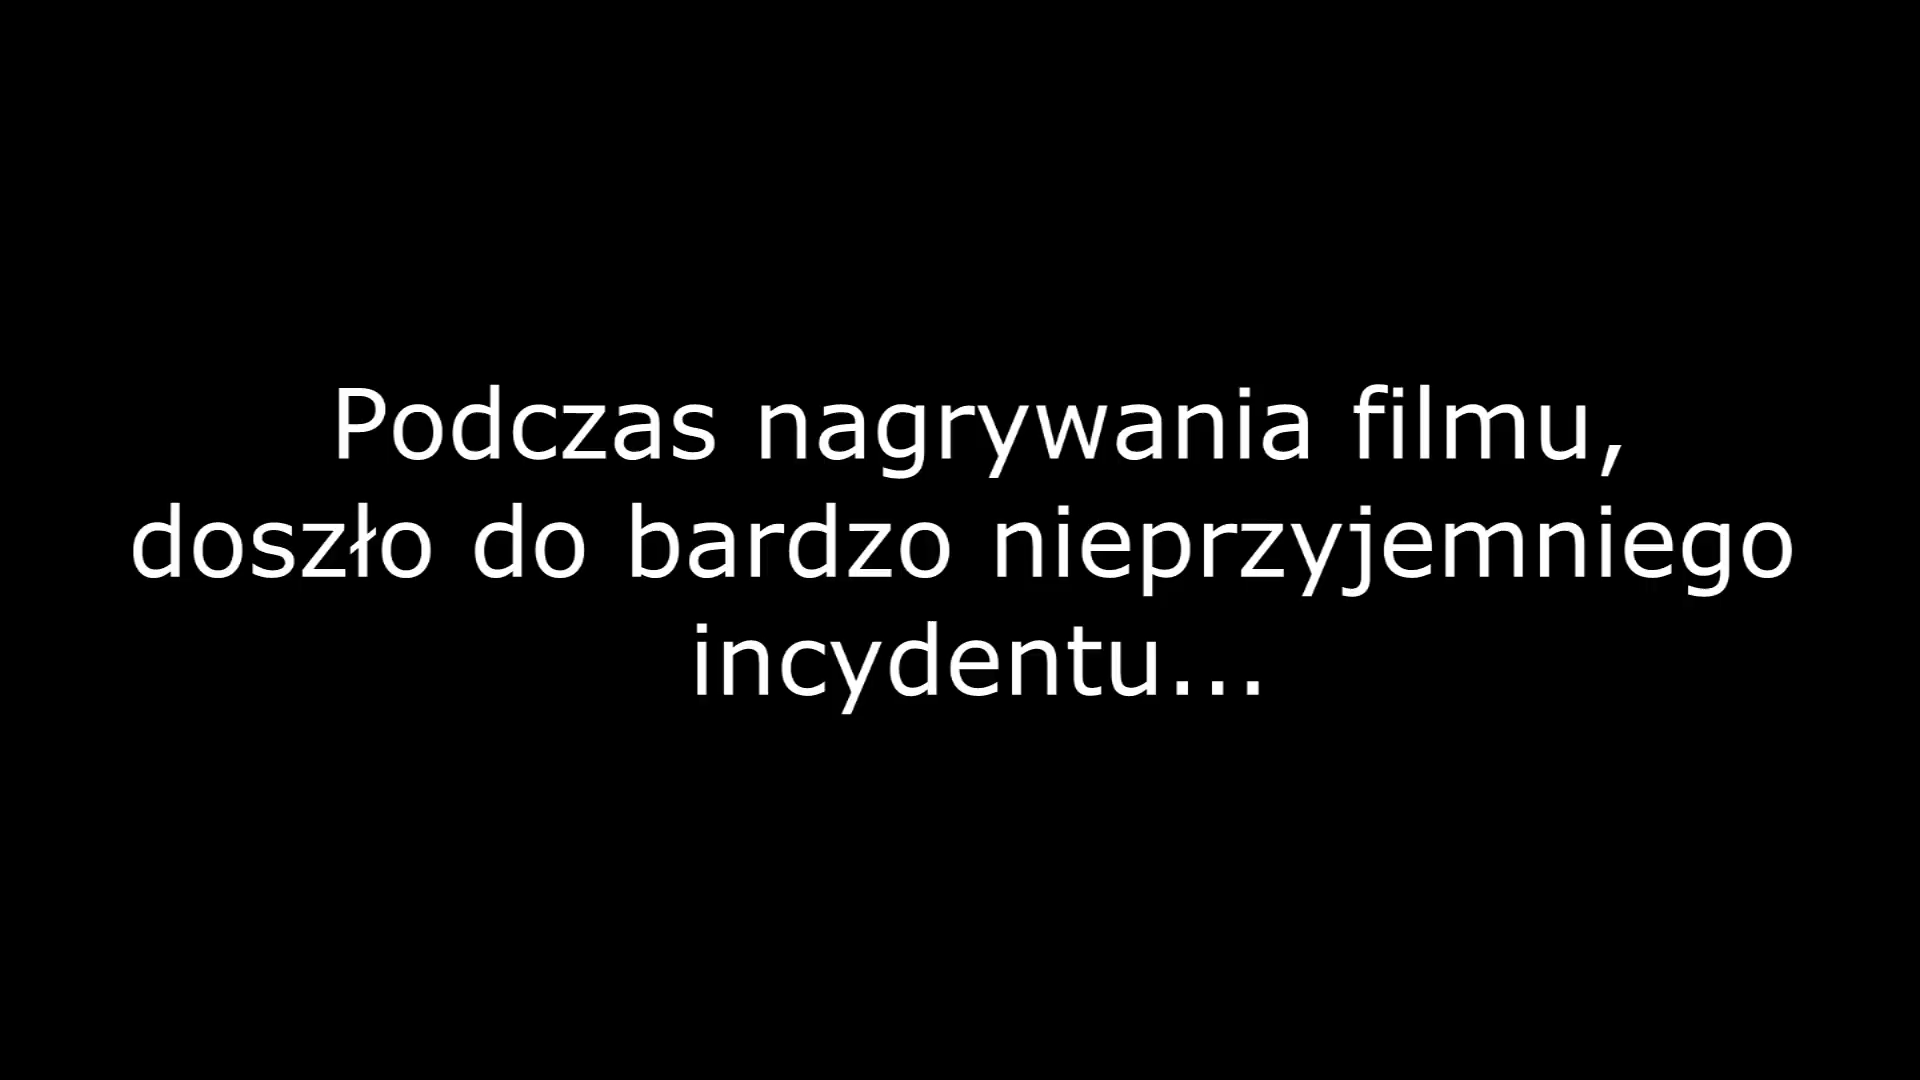 Podczas nagrywania filmu,
doszło do bardzo nieprzyjemniego
incydentu...